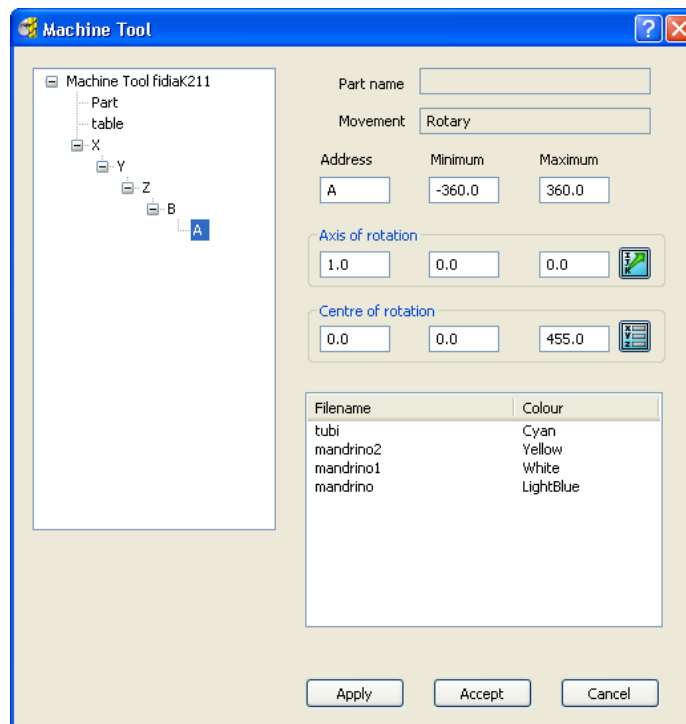 Machine Tool
Machine Tool fidiaK211
Part
table
X
Y
Z
B
A
Part name
Movement Rotary
Address Minimum Maximum
A -360.0 360.0
Axis of rotation
1.0 0.0 0.0
I J K
Centre of rotation
0.0 0.0 455.0
X Y Z
Filename Colour
tubi Cyan
mandrino2 Yellow
mandrino1 White
mandrino LightBlue
Apply Accept Cancel